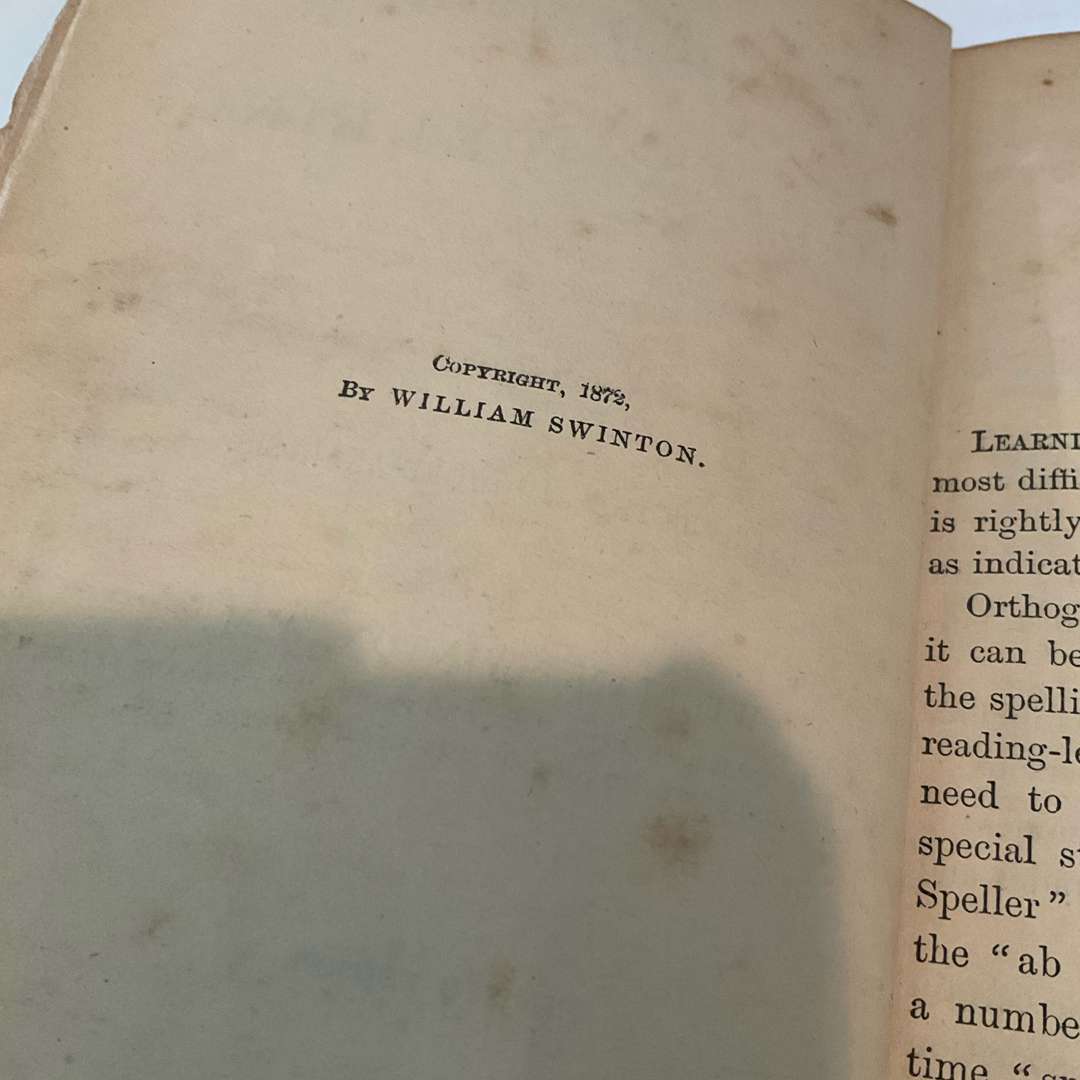 COPYRIGHT, 1872,
BY WILLIAM SWINTON.
LEARNI
most diffi
is rightly
as indicat
Orthog
it can be
the spelli
reading-le
need to
special s
Speller”
the “ab
a numbe
time “